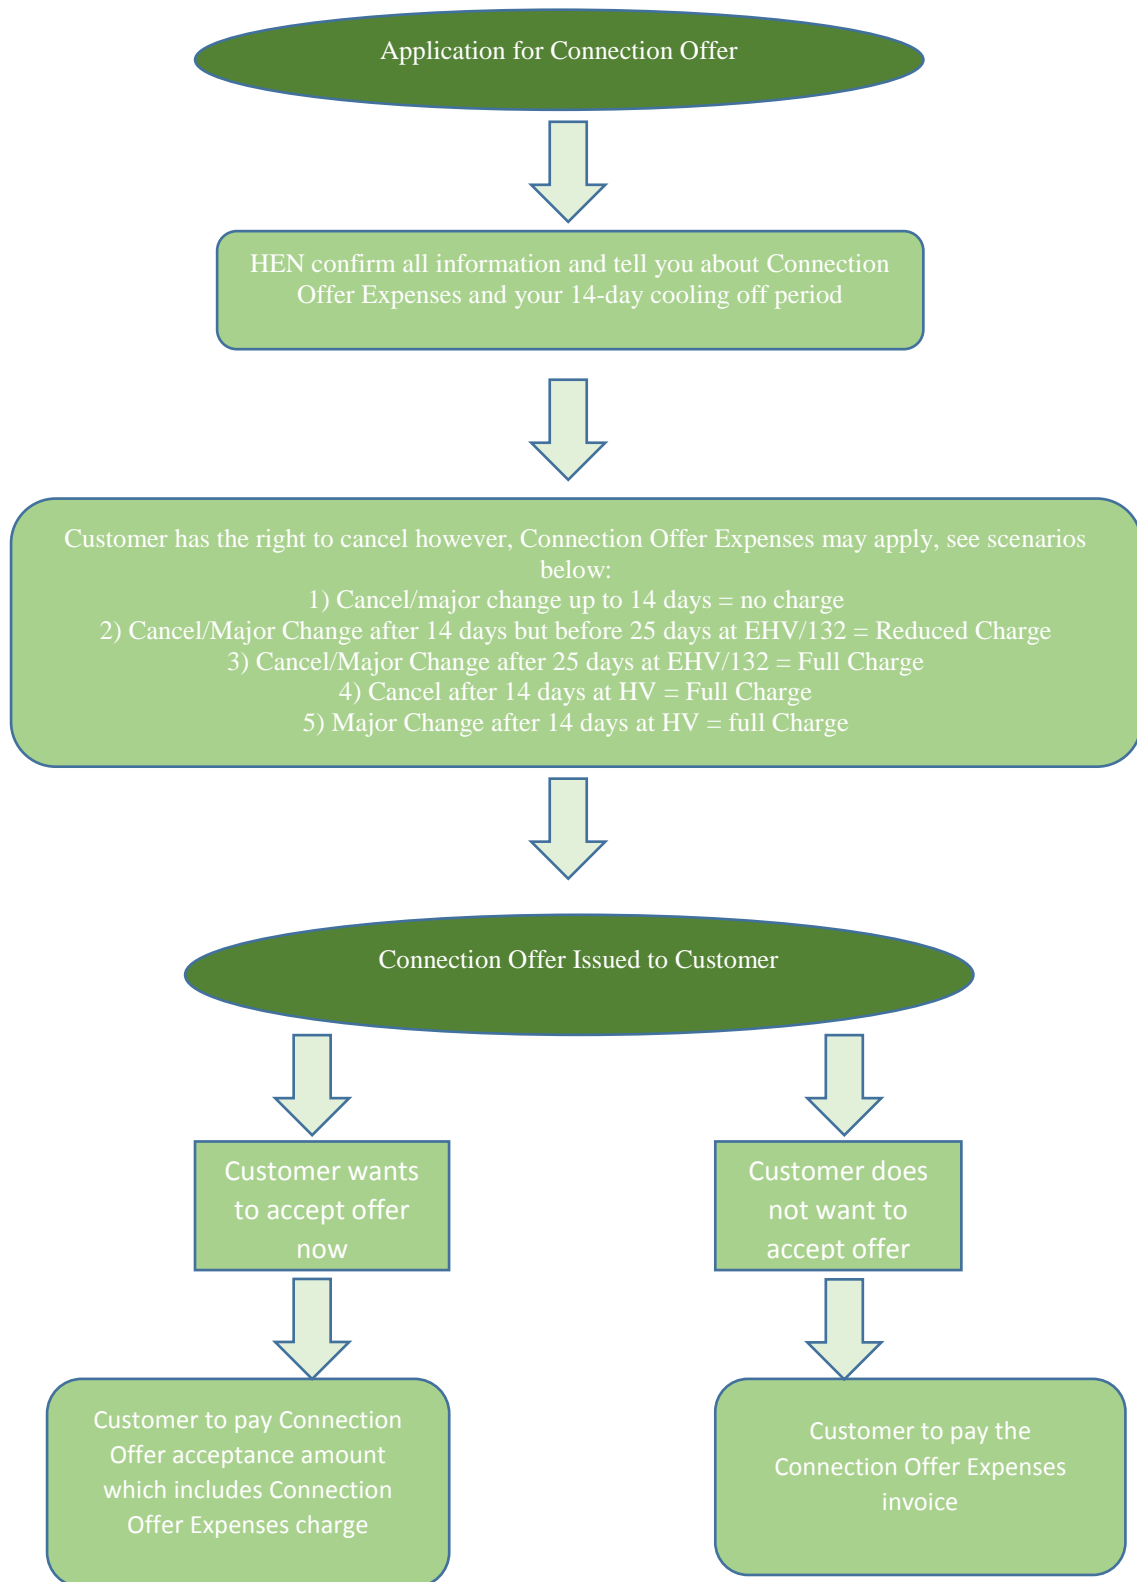 Application for Connection Offer
HEN confirm all information and tell you about Connection
Offer Expenses and your 14-day cooling off period
Customer has the right to cancel however, Connection Offer Expenses may apply, see scenarios
below:
1) Cancel/major change up to 14 days = no charge
2) Cancel/Major Change after 14 days but before 25 days at EHV/132 = Reduced Charge
3) Cancel/Major Change after 25 days at EHV/132 = Full Charge
4) Cancel after 14 days at HV = Full Charge
5) Major Change after 14 days at HV = full Charge
Connection Offer Issued to Customer
Customer wants
to accept offer
now
Customer does
not want to
accept offer
Customer to pay Connection
Offer acceptance amount
which includes Connection
Offer Expenses charge
Customer to pay the
Connection Offer Expenses
invoice